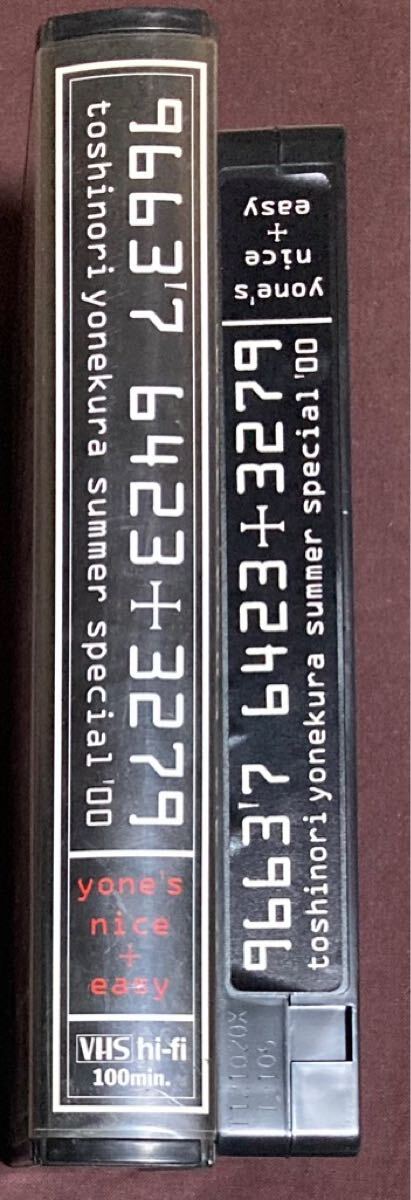 9663'7 6423+3279
toshinori yonekura summer special '00
yone's
nice
+
easy
VHS hi-fi
100min.
yone's
nice
+
easy
9663'7 6423+3279
toshinori yonekura summer special '00